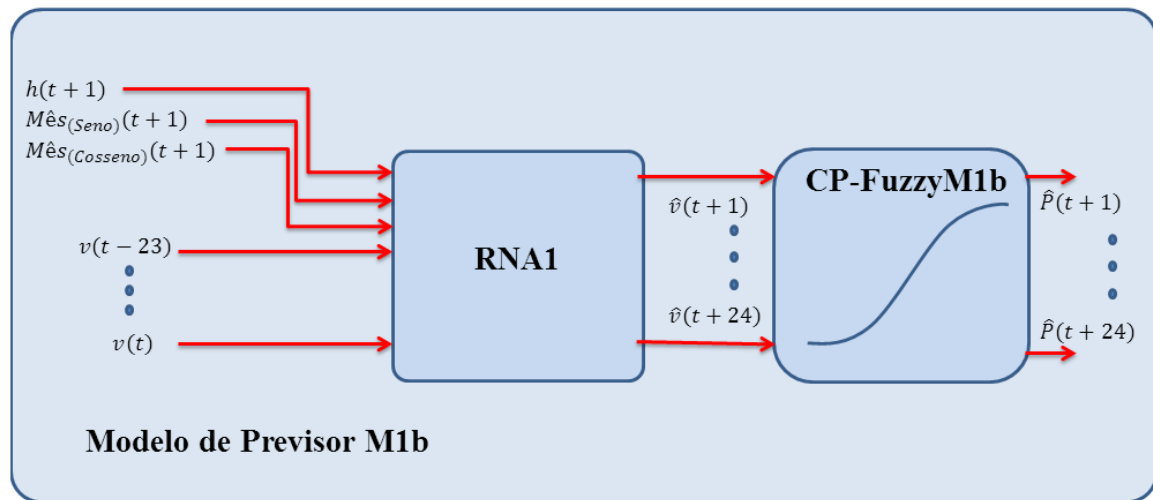 h(t + 1)
Mês(Seno)(t + 1)
Mês(Cosseno)(t + 1)
v(t − 23)
v(t)
RNA1
v̂(t + 1)
v̂(t + 24)
CP-FuzzyM1b
P̂(t + 1)
P̂(t + 24)
Modelo de Previsor M1b